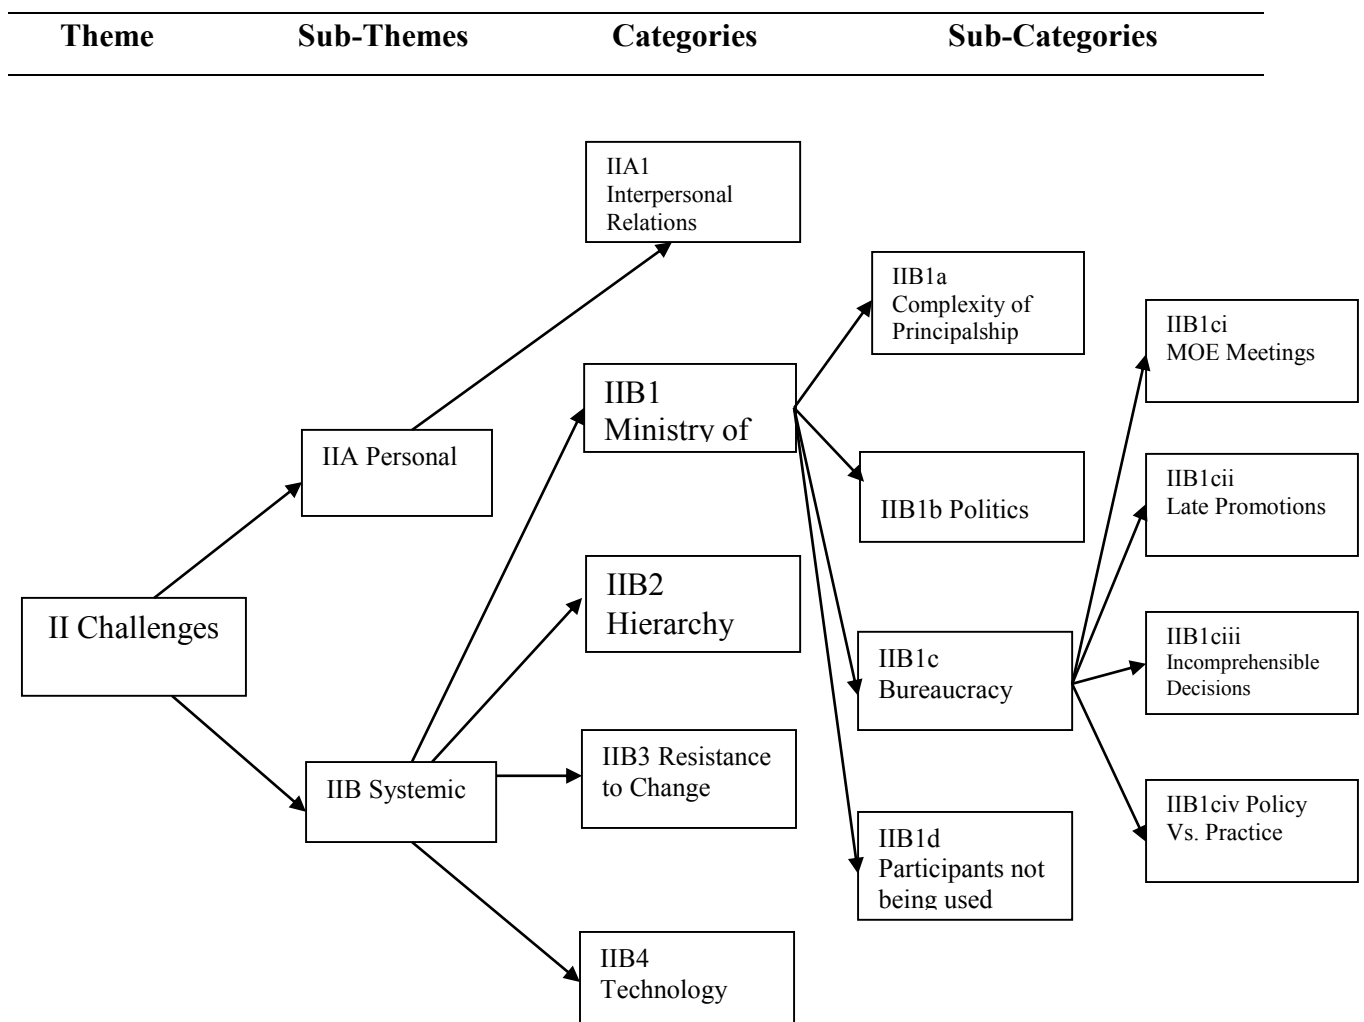 Theme Sub-Themes Categories Sub-Categories
IIA1
Interpersonal
Relations
IIB1a
Complexity of
Principalship
IIB1ci
MOE Meetings
IIB1
Ministry of
IIA Personal
IIB1b Politics
IIB1cii
Late Promotions
IIB2
Hierarchy
II Challenges
IIB1c
Bureaucracy
IIB1ciii
Incomprehensible
Decisions
IIB3 Resistance
to Change
IIB Systemic
IIB1d
Participants not
being used
IIB1civ Policy
Vs. Practice
IIB4
Technology